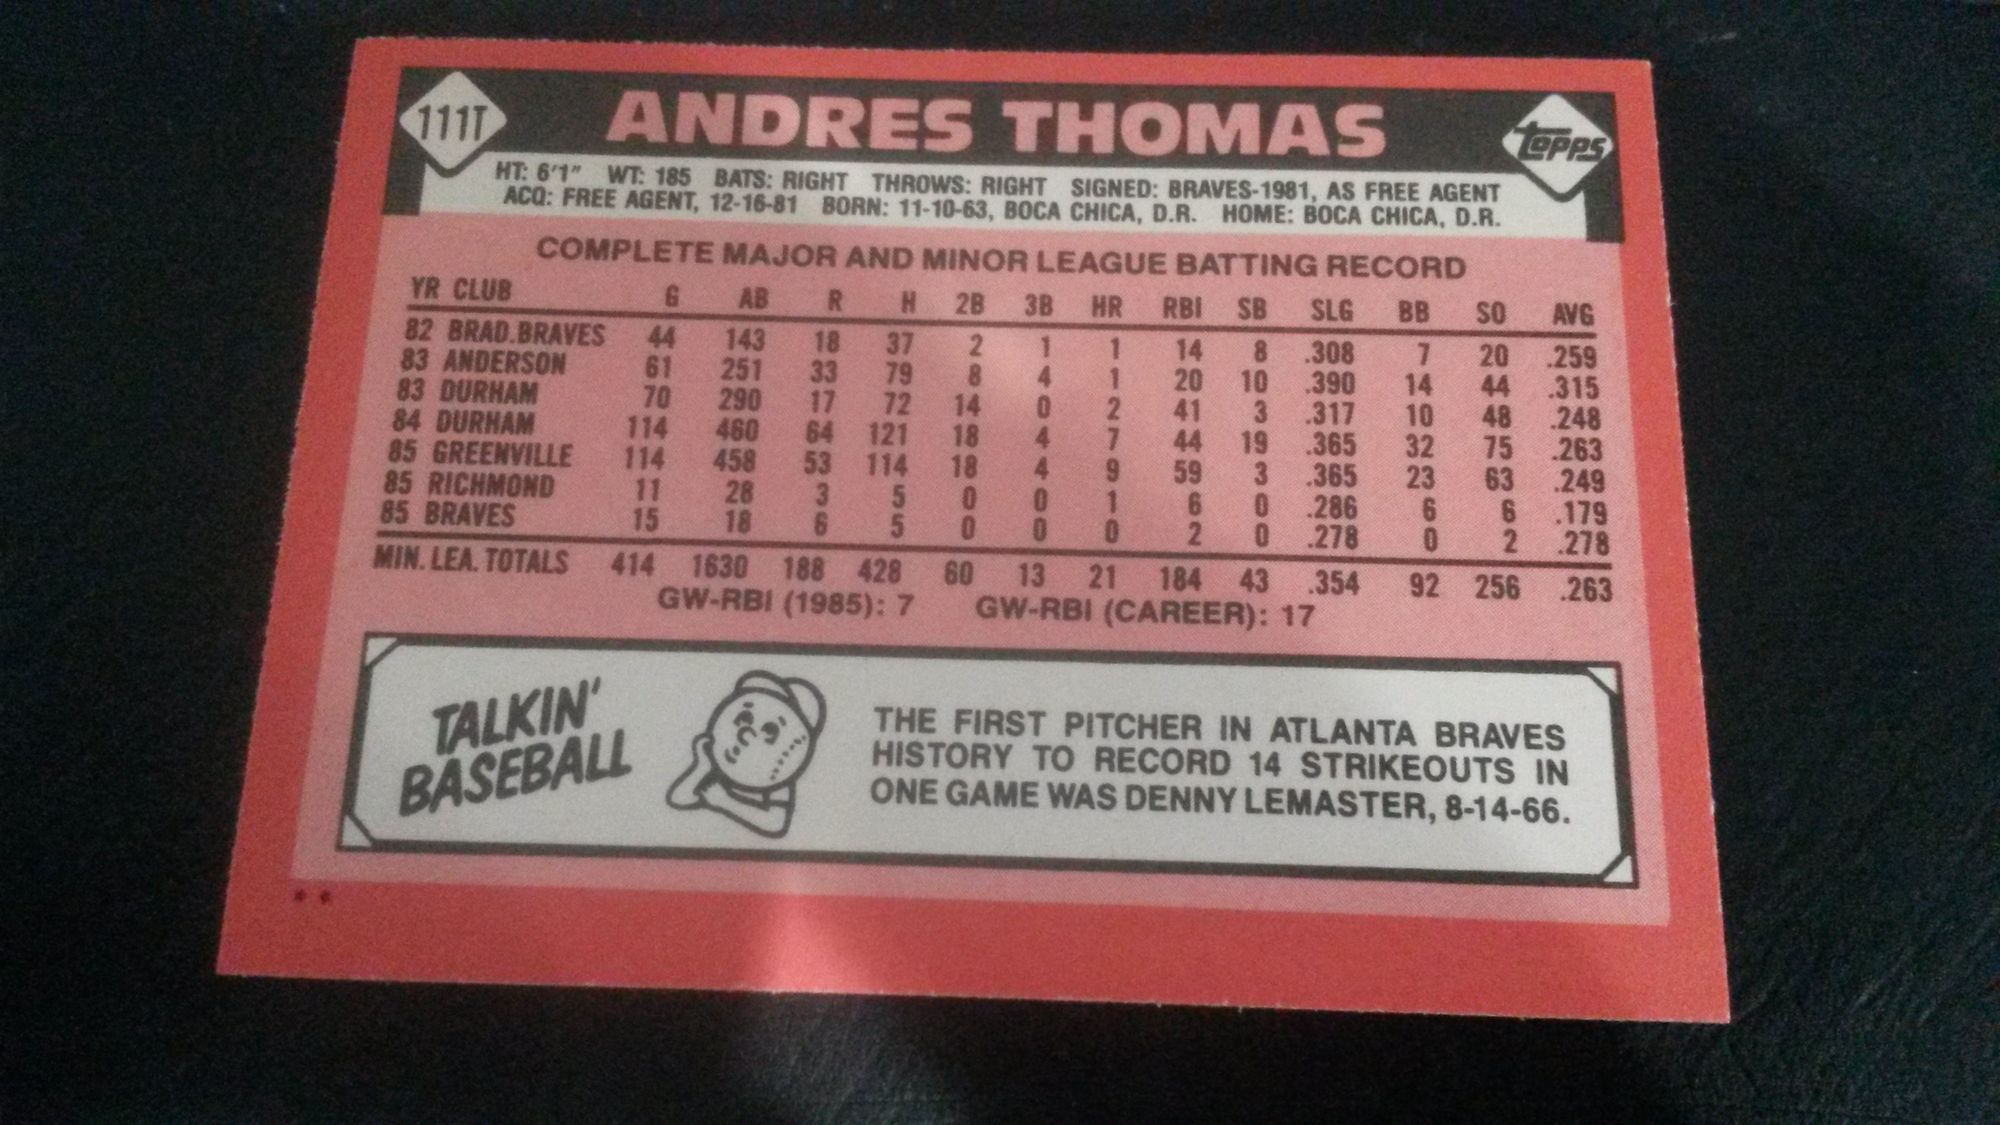 111T
ANDRES THOMAS
topps
HT: 6'1" WT: 185 BATS: RIGHT THROWS: RIGHT SIGNED: BRAVES-1981, AS FREE AGENT
ACQ: FREE AGENT, 12-16-81 BORN: 11-10-63, BOCA CHICA, D.R. HOME: BOCA CHICA, D.R.
COMPLETE MAJOR AND MINOR LEAGUE BATTING RECORD
YR CLUB G AB R H 2B 3B HR RBI SB SLG BB SO AVG
82 BRAD.BRAVES 44 143 18 37 2 1 1 14 8 .308 7 20 .259
83 ANDERSON 61 251 33 79 8 4 1 20 10 .390 14 44 .315
83 DURHAM 70 290 17 72 14 0 2 41 3 .317 10 48 .248
84 DURHAM 114 460 64 121 18 4 7 44 19 .365 32 75 .263
85 GREENVILLE 114 458 53 114 18 4 9 59 3 .365 23 63 .249
85 RICHMOND 11 28 3 5 0 0 1 6 0 .286 6 6 .179
85 BRAVES 15 18 6 5 0 0 0 2 0 .278 0 2 .278
MIN. LEA. TOTALS 414 1630 188 428 60 13 21 184 43 .354 92 256 .263
GW-RBI (1985): 7 GW-RBI (CAREER): 17
TALKIN'
BASEBALL
THE FIRST PITCHER IN ATLANTA BRAVES
HISTORY TO RECORD 14 STRIKEOUTS IN
ONE GAME WAS DENNY LEMASTER, 8-14-66.
* *